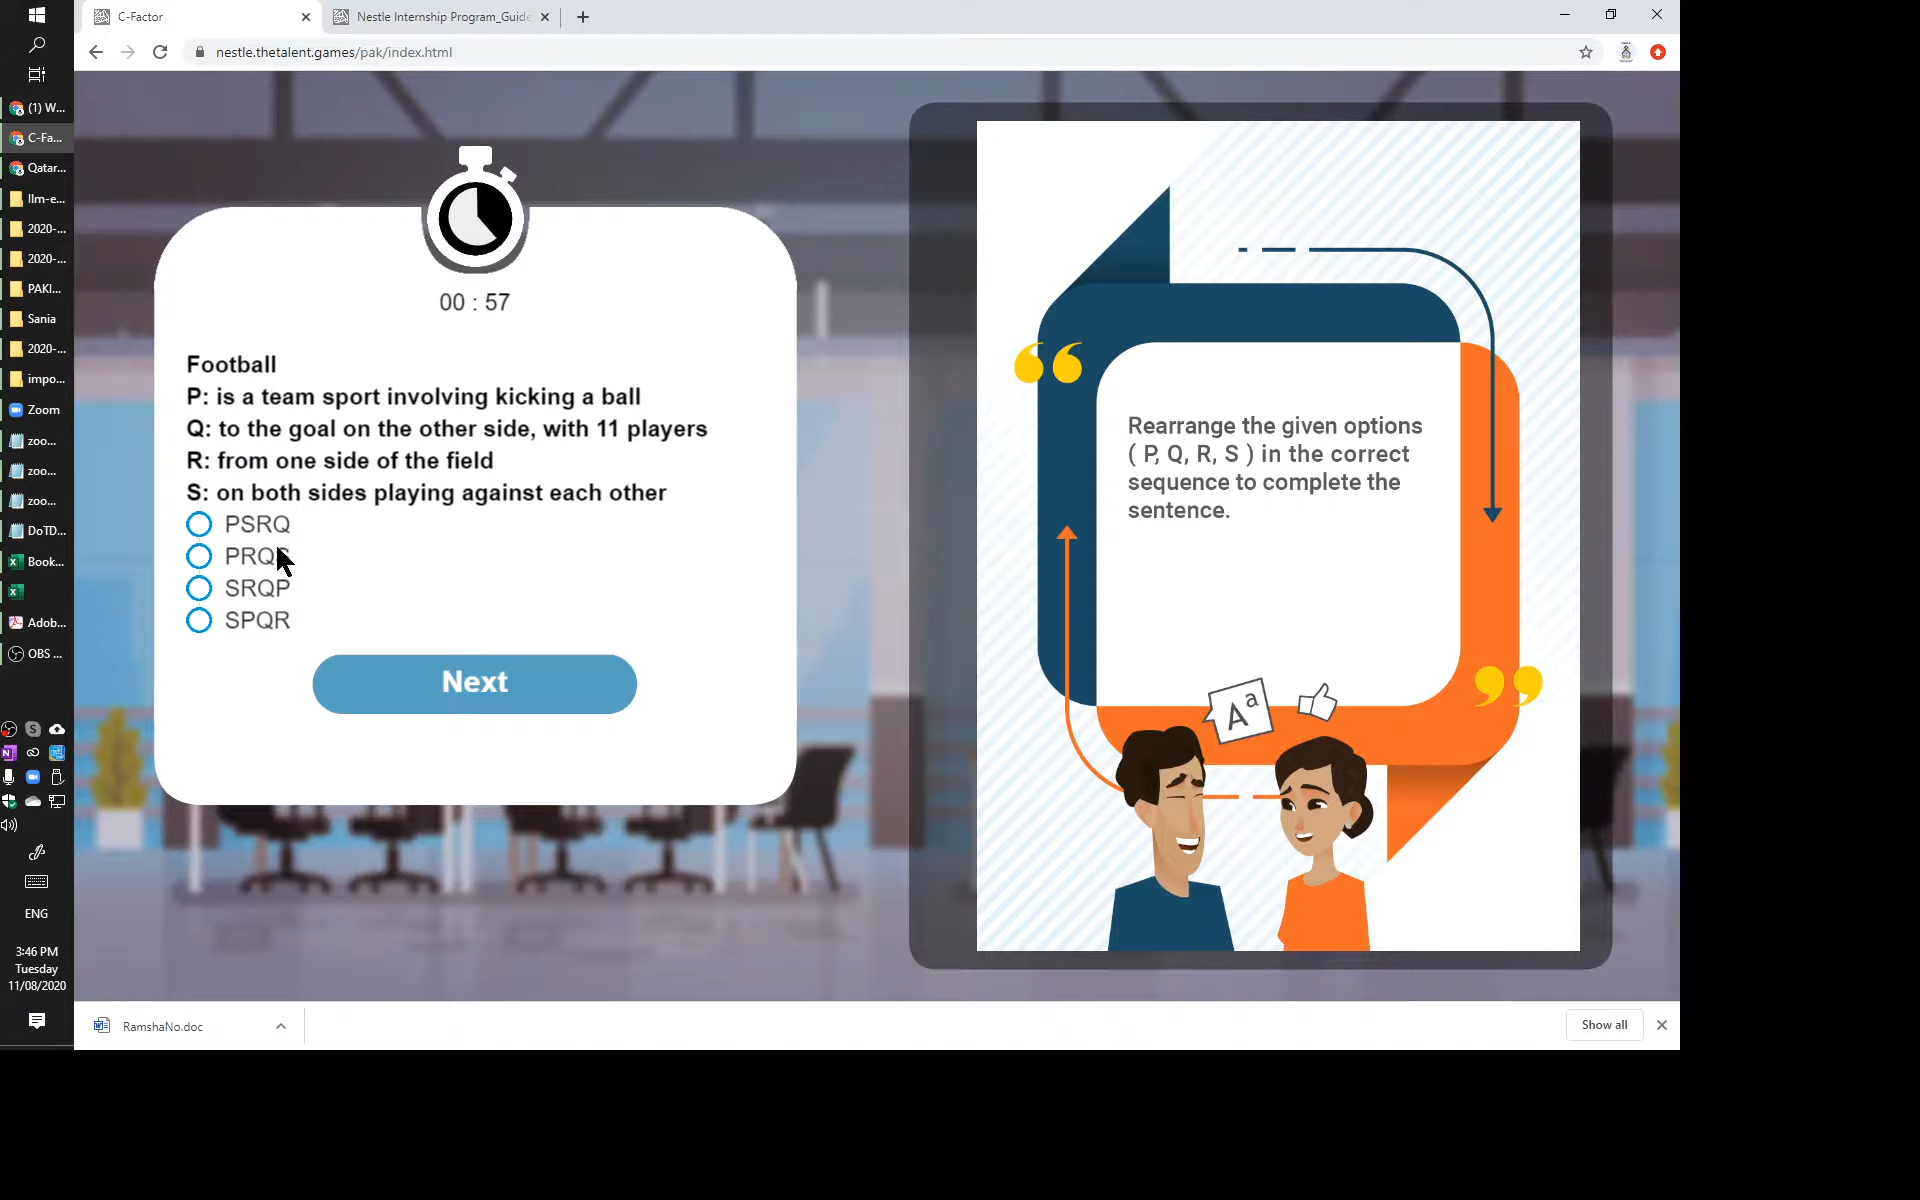 C-Factor
Nestle Internship Program_Guide
nestle.thetalent.games/pak/index.html
(1) W...
C-Fa...
Qatar...
llm-e...
2020-...
2020-...
PAKI...
Sania
2020-...
impo...
Zoom
zoo...
zoo...
zoo...
DoTD...
Book...
Adob...
OBS ...
ENG
3:46 PM
Tuesday
11/08/2020
00 : 57
Football
P: is a team sport involving kicking a ball
Q: to the goal on the other side, with 11 players
R: from one side of the field
S: on both sides playing against each other
PSRQ
PRQS
SRQP
SPQR
Next
Rearrange the given options
( P, Q, R, S ) in the correct
sequence to complete the
sentence.
Aa
RamshaNo.doc
Show all